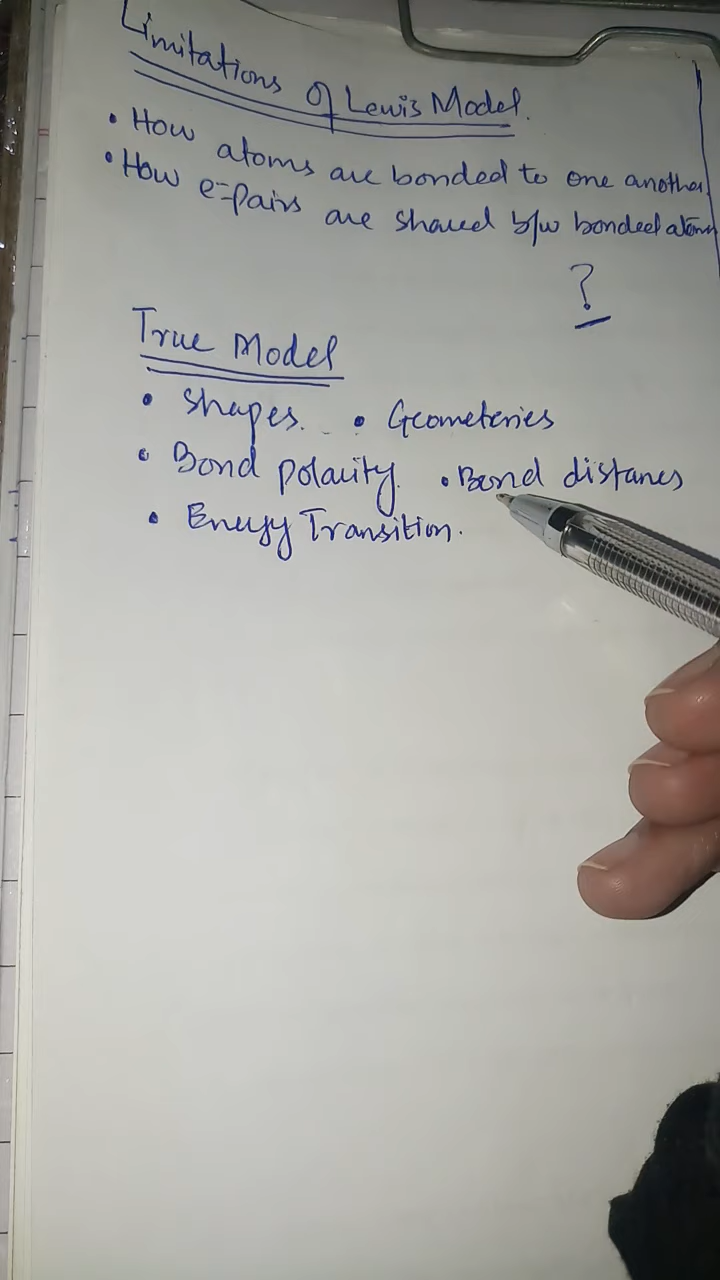 Limitations of Lewis Model.
• How atoms are bonded to one another
• How e-pairs are shared b/w bonded atoms
?
True Model
• Shapes. • Geometeries
• Bond polarity. • Bond distanes
• Energy Transition.